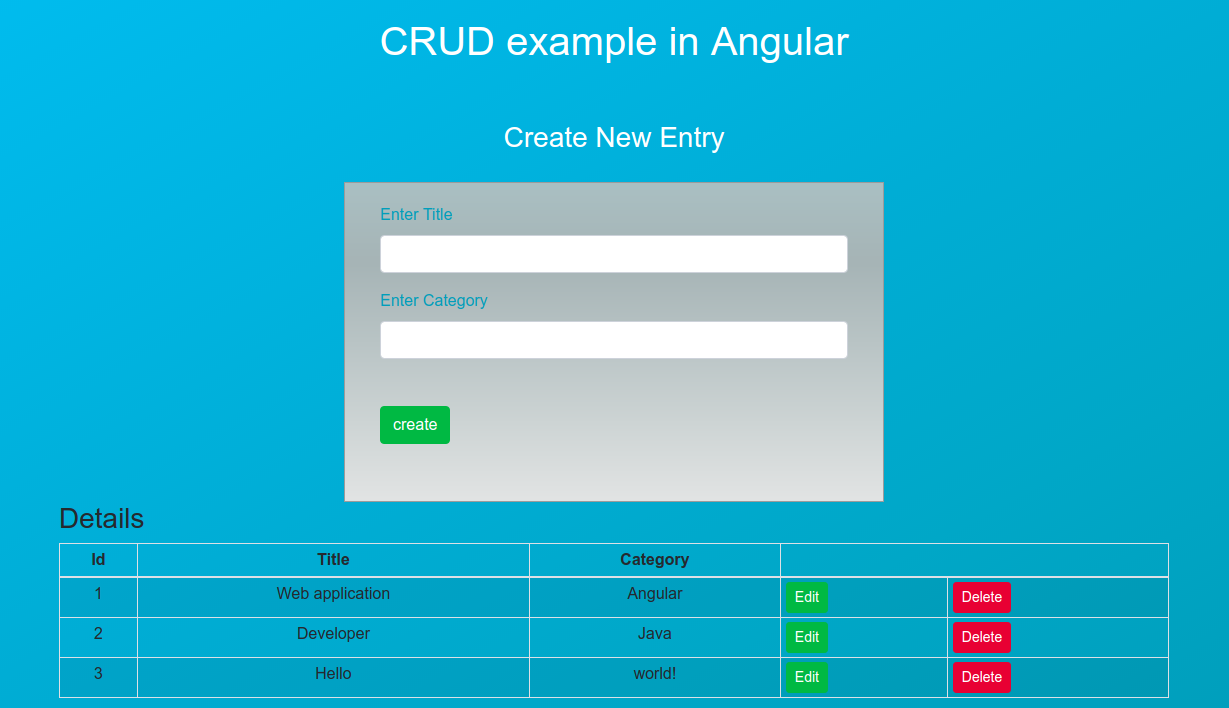 CRUD example in Angular
Create New Entry
Enter Title
Enter Category
create
Details
Id Title Category
1 Web application Angular Edit Delete
2 Developer Java Edit Delete
3 Hello world! Edit Delete